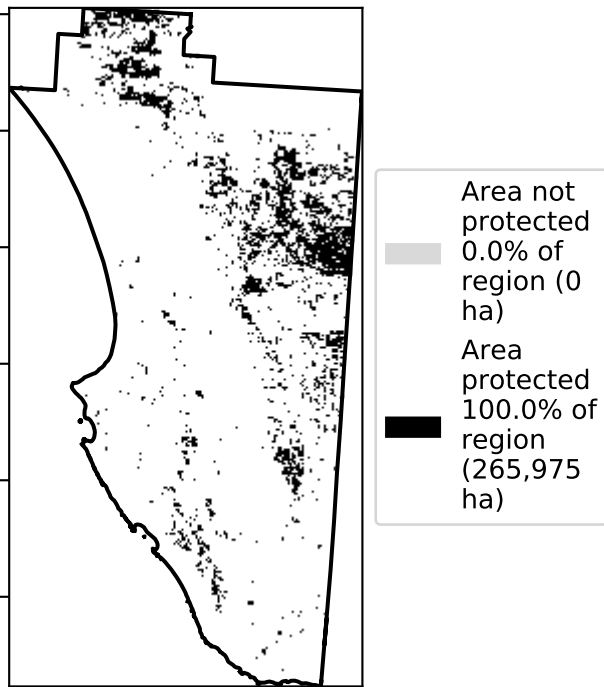 Area not
protected
0.0% of
region (0
ha)
Area
protected
100.0% of
region
(265,975
ha)